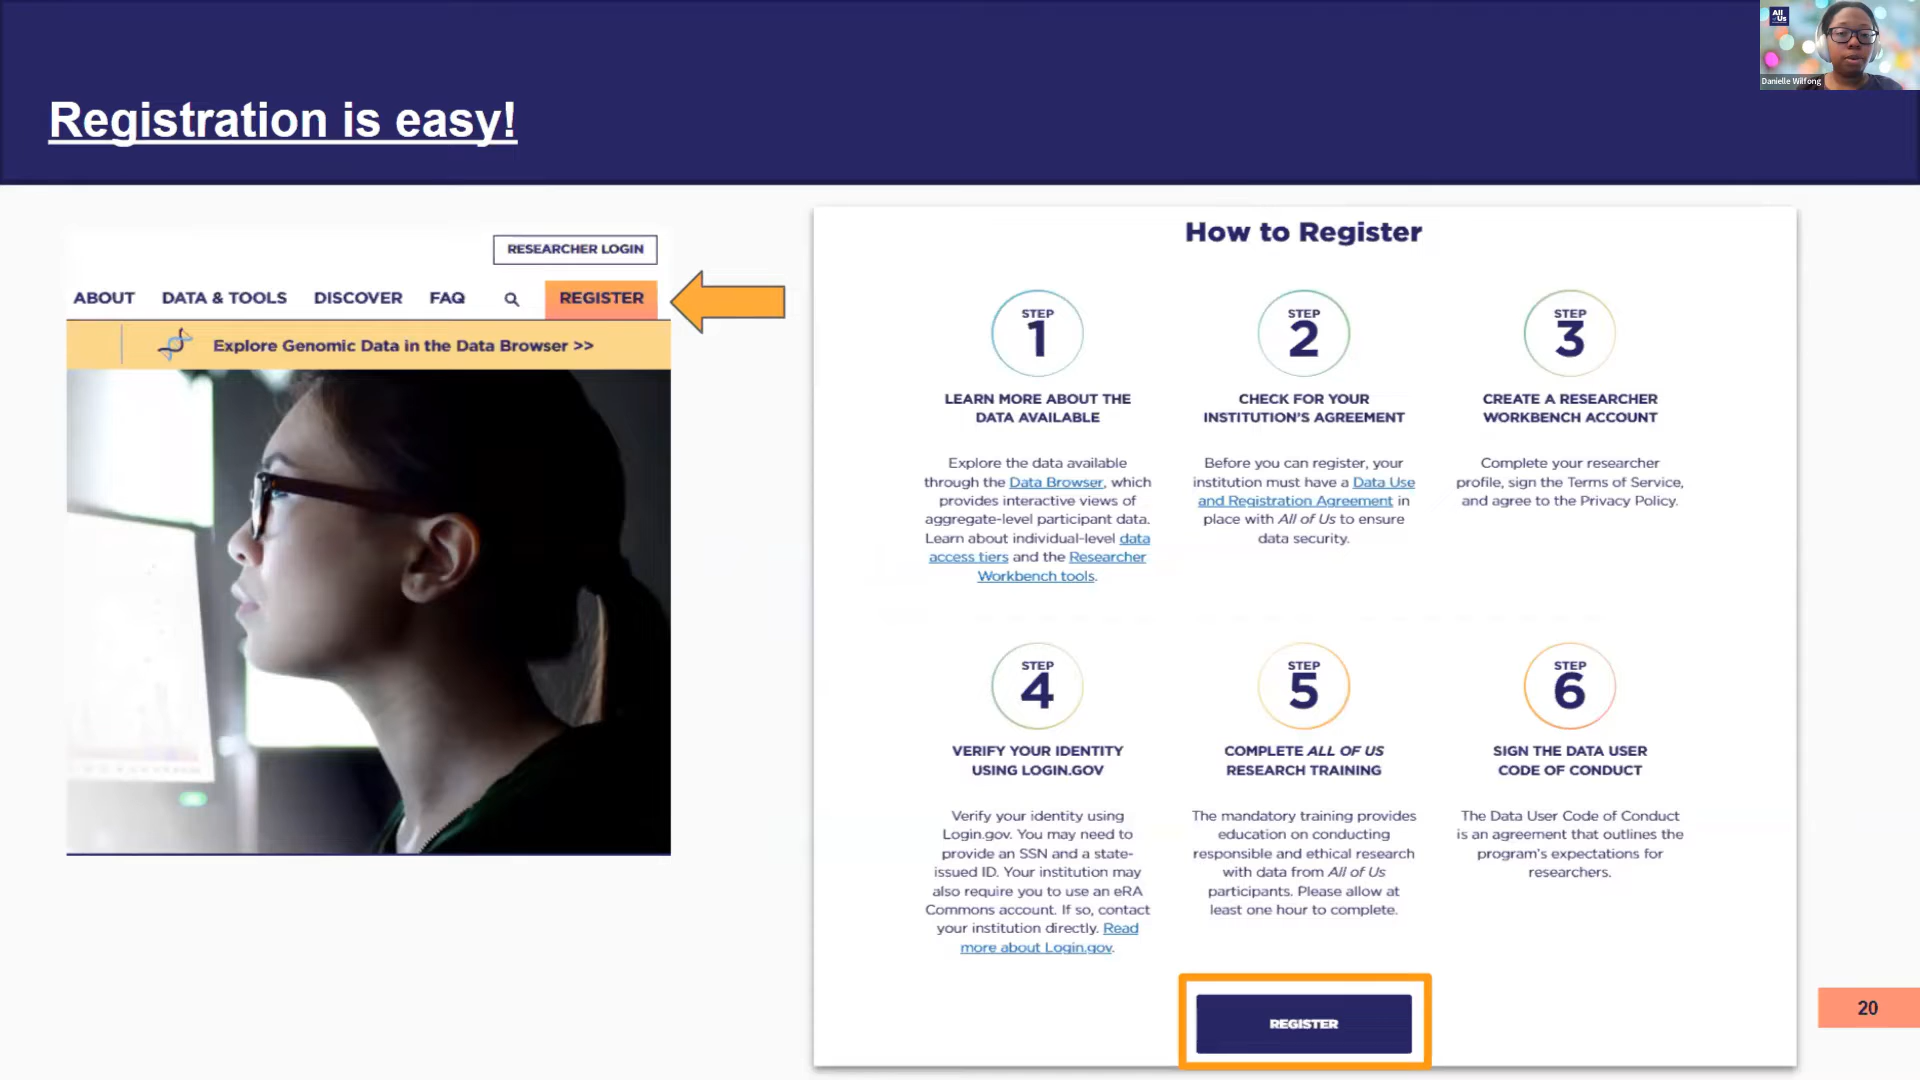 All
of Us
Danielle Wilfong
Registration is easy!
RESEARCHER LOGIN
ABOUT DATA & TOOLS DISCOVER FAQ REGISTER
Explore Genomic Data in the Data Browser >>
How to Register
STEP
1
LEARN MORE ABOUT THE
DATA AVAILABLE
Explore the data available
through the Data Browser, which
provides interactive views of
aggregate-level participant data.
Learn about individual-level data
access tiers and the Researcher
Workbench tools.
STEP
2
CHECK FOR YOUR
INSTITUTION'S AGREEMENT
Before you can register, your
institution must have a Data Use
and Registration Agreement in
place with All of Us to ensure
data security.
STEP
3
CREATE A RESEARCHER
WORKBENCH ACCOUNT
Complete your researcher
profile, sign the Terms of Service,
and agree to the Privacy Policy.
STEP
4
VERIFY YOUR IDENTITY
USING LOGIN.GOV
Verify your identity using
Login.gov. You may need to
provide an SSN and a state-
issued ID. Your institution may
also require you to use an eRA
Commons account. If so, contact
your institution directly. Read
more about Login.gov.
STEP
5
COMPLETE ALL OF US
RESEARCH TRAINING
The mandatory training provides
education on conducting
responsible and ethical research
with data from All of Us
participants. Please allow at
least one hour to complete.
STEP
6
SIGN THE DATA USER
CODE OF CONDUCT
The Data User Code of Conduct
is an agreement that outlines the
program's expectations for
researchers.
REGISTER
20